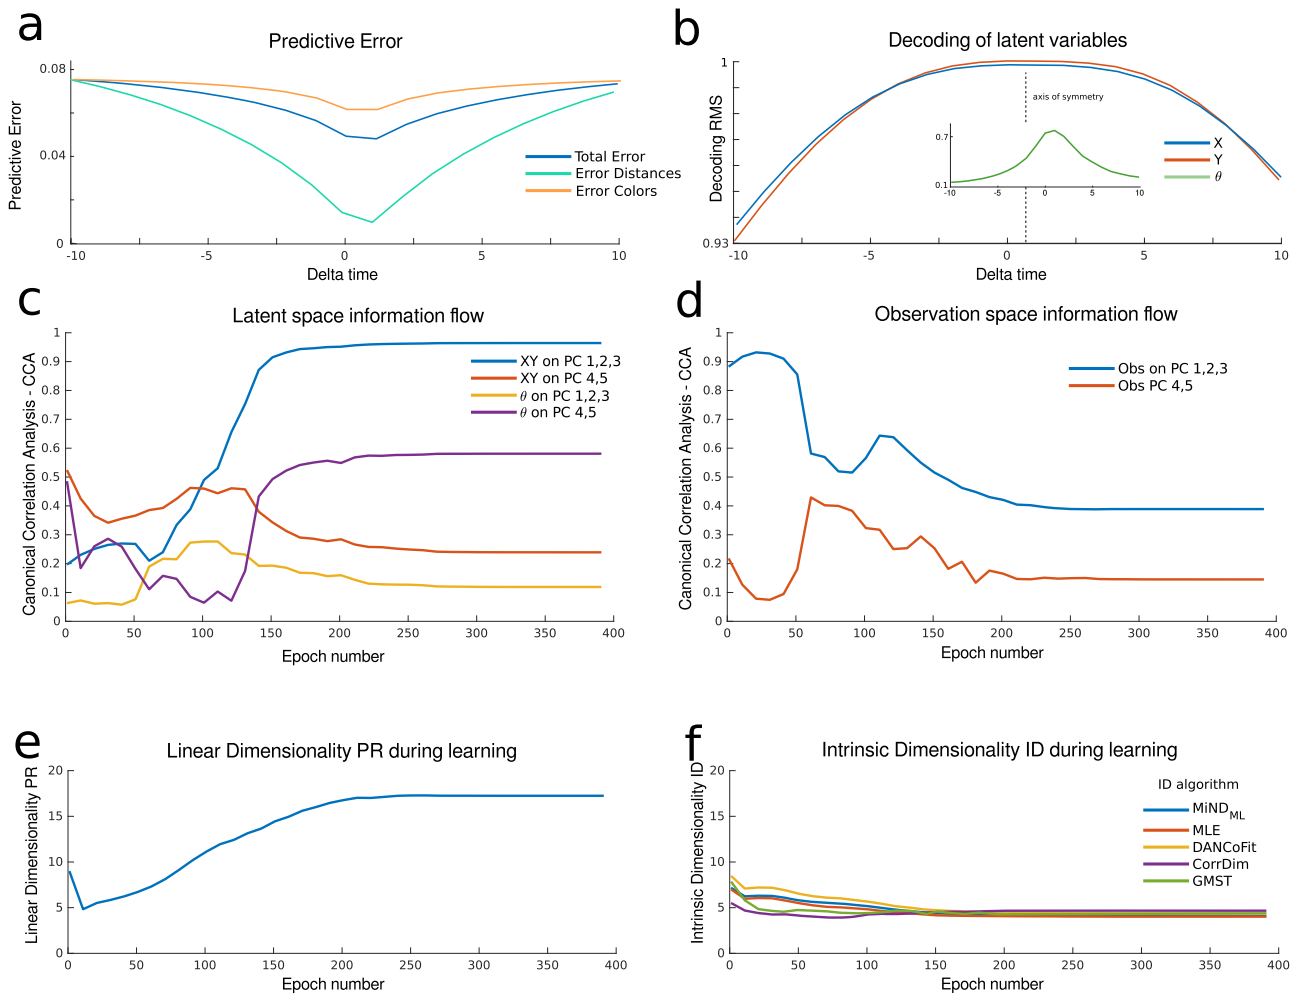 a
Predictive Error
Predictive Error
0.08
0.04
0
Total Error
Error Distances
Error Colors
-10
-5
0
5
10
Delta time
b
Decoding of latent variables
Decoding RMS
1
0.93
axis of symmetry
0.7
0.1
-10
-5
0
5
10
X
Y
θ
-10
-5
0
5
10
Delta time
c
Latent space information flow
Canonical Correlation Analysis - CCA
1
0.9
0.8
0.7
0.6
0.5
0.4
0.3
0.2
0.1
0
XY on PC 1,2,3
XY on PC 4,5
θ on PC 1,2,3
θ on PC 4,5
0
50
100
150
200
250
300
350
400
Epoch number
d
Observation space information flow
Canonical Correlation Analysis - CCA
1
0.9
0.8
0.7
0.6
0.5
0.4
0.3
0.2
0.1
0
Obs on PC 1,2,3
Obs PC 4,5
0
50
100
150
200
250
300
350
400
Epoch number
e
Linear Dimensionality PR during learning
Linear Dimensionality PR
20
15
10
5
0
0
50
100
150
200
250
300
350
400
Epoch number
f
Intrinsic Dimensionality ID during learning
Intrinsic Dimensionality ID
20
15
10
5
0
ID algorithm
MiND ML
MLE
DANCoFit
CorrDim
GMST
0
50
100
150
200
250
300
350
400
Epoch number